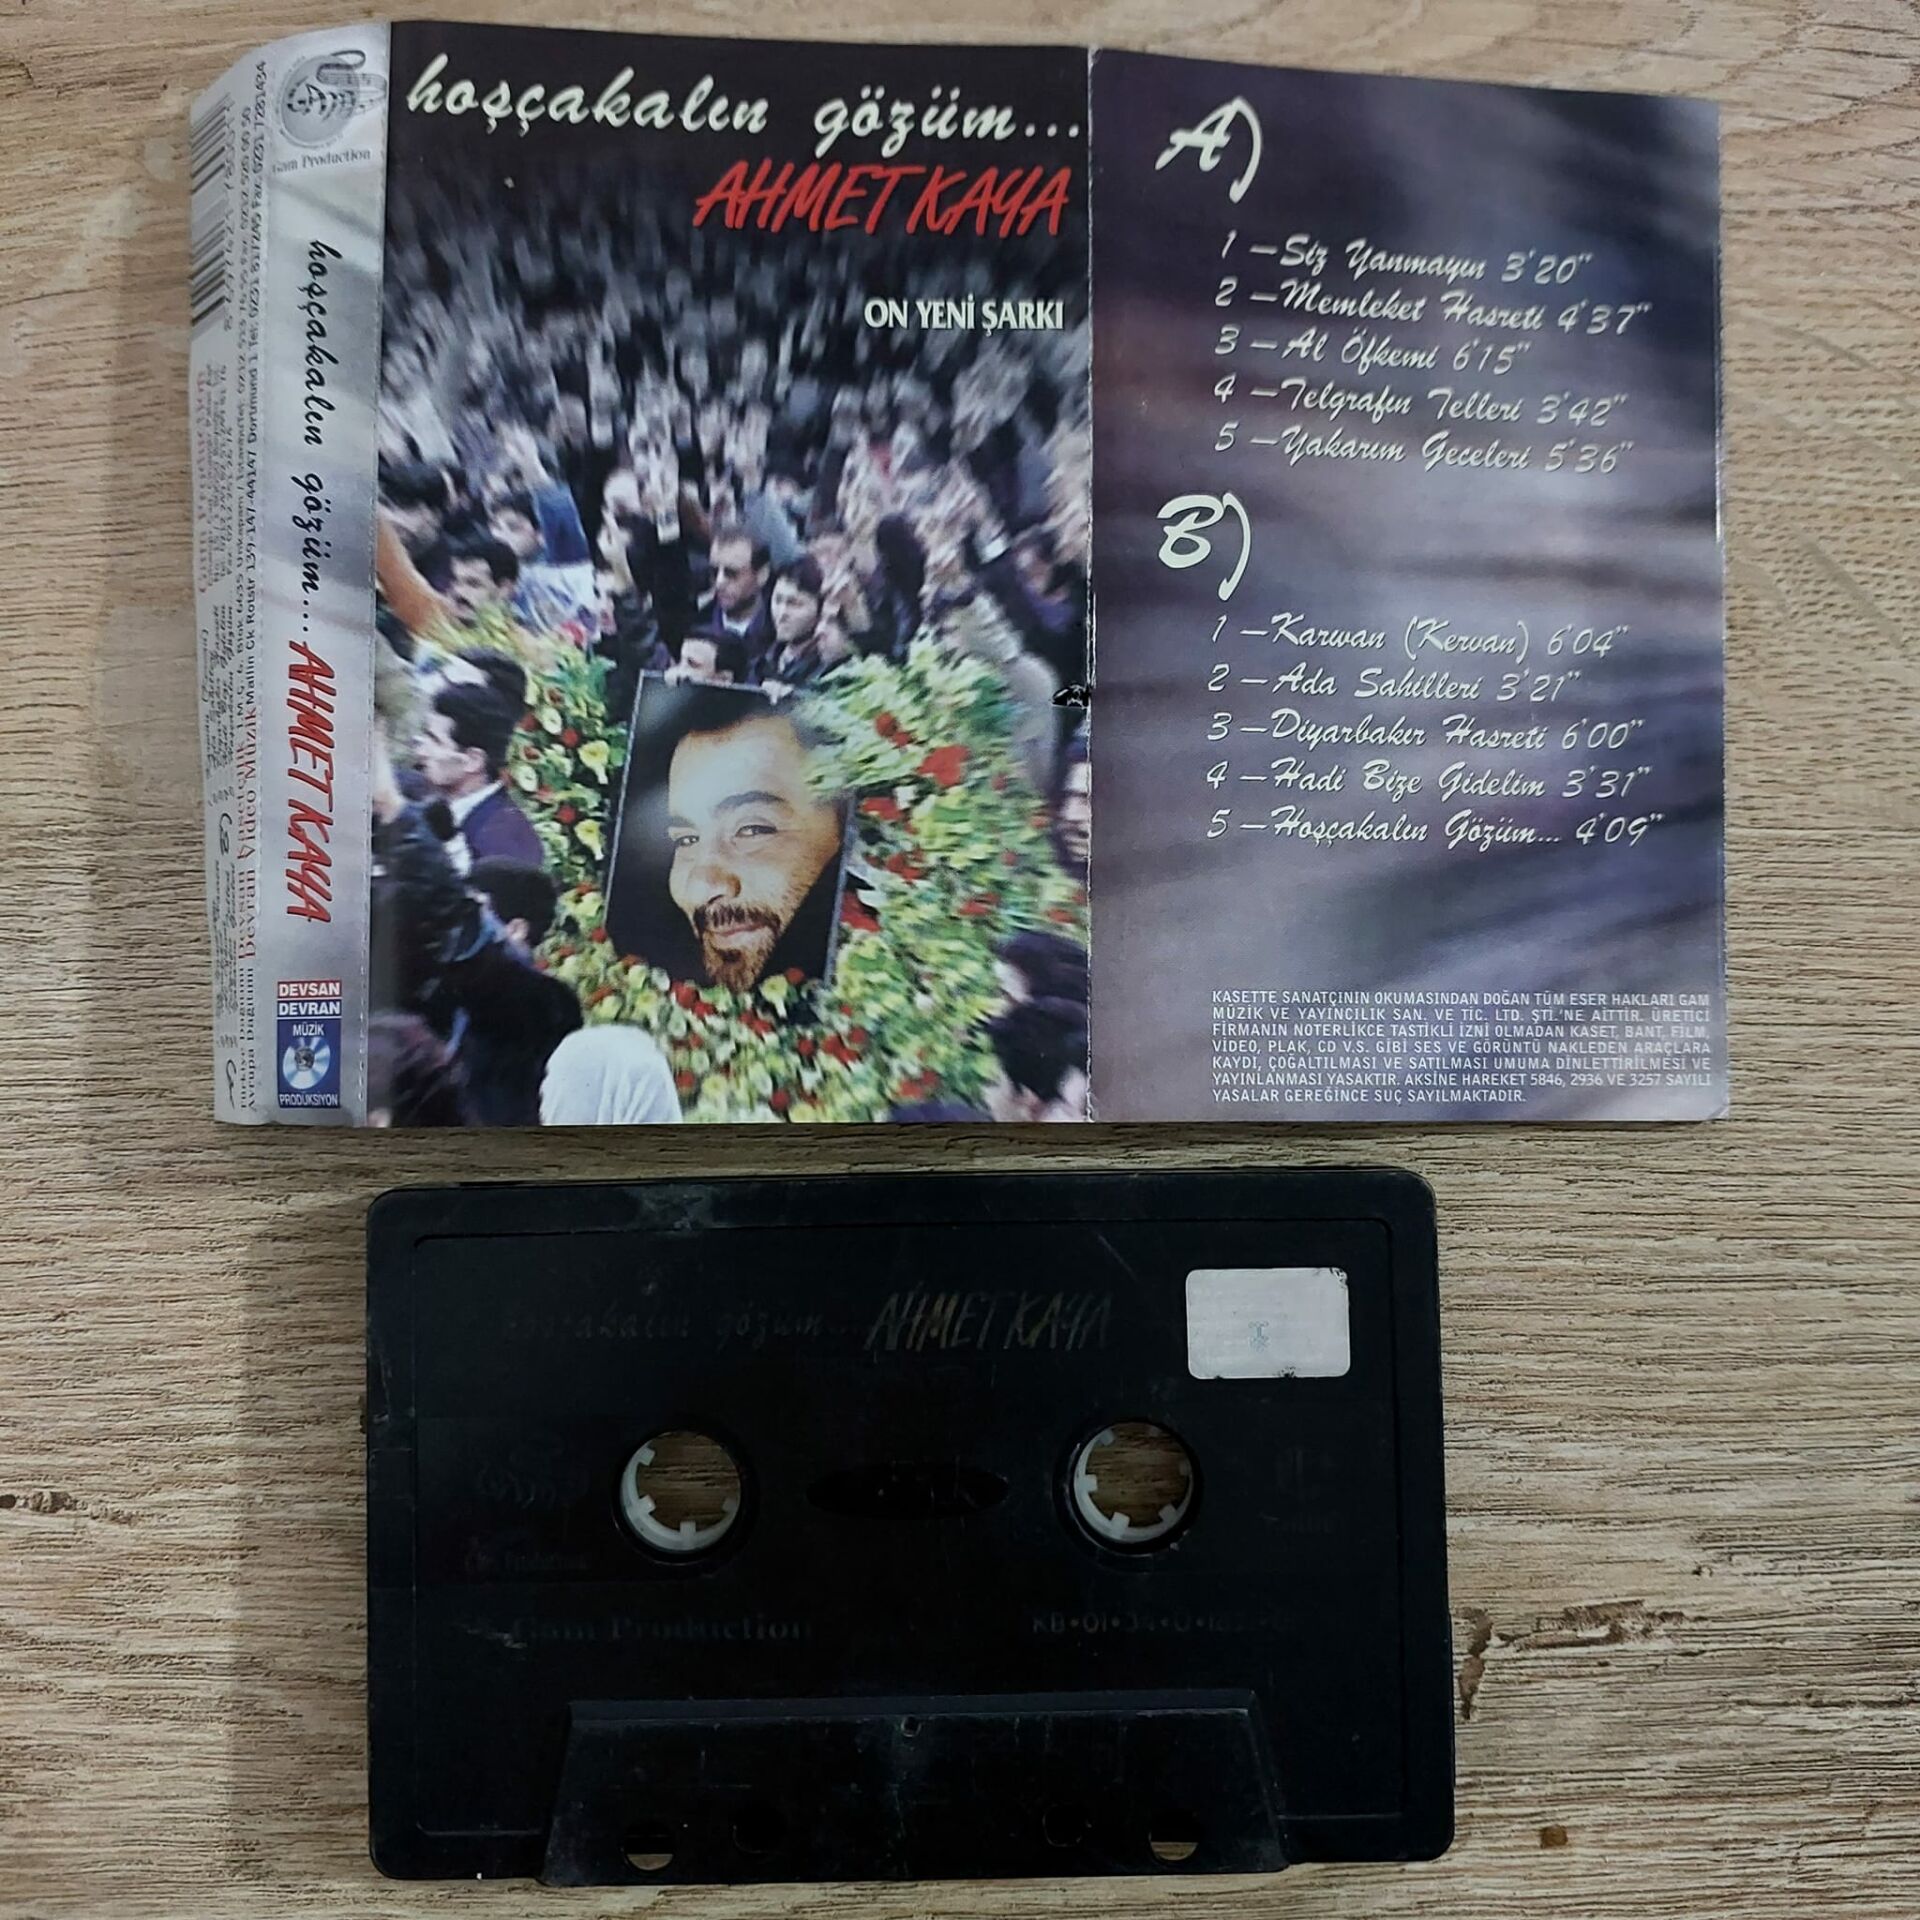 Gam Production
hoşçakalın gözüm... AHMET KAYA
DEVSAN
DEVRAN
MÜZİK
PRODÜKSİYON
hoşçakalın gözüm...
AHMET KAYA
ON YENİ ŞARKI
A)
1 – Siz Yanmayın 3'20"
2 – Memleket Hasreti 4'37"
3 – Al Öfkemi 6'15"
4 – Telgrafın Telleri 3'42"
5 – Yakarım Geceleri 5'36"
B)
1 – Karwan (Kervan) 6'04"
2 – Ada Sahilleri 3'21"
3 – Diyarbakır Hasreti 6'00"
4 – Hadi Bize Gidelim 3'31"
5 – Hoşçakalın Gözüm... 4'09"
KASETTE SANATÇININ OKUMASINDAN DOĞAN TÜM ESER HAKLARI GAM
MÜZİK VE YAYINCILIK SAN. VE TİC. LTD. ŞTİ.'NE AİTTİR. ÜRETİCİ
FİRMANIN NOTERLİKCE TASTİKLİ İZNİ OLMADAN KASET, BANT, FİLM,
VİDEO, PLAK, CD V.S. GİBİ SES VE GÖRÜNTÜ NAKLEDEN ARAÇLARA
KAYDI, ÇOĞALTILMASI VE SATILMASI UMUMA DİNLETTİRİLMESİ VE
YAYINLANMASI YASAKTIR. AKSİNE HAREKET 5846, 2936 VE 3257 SAYILI
YASALAR GEREĞİNCE SUÇ SAYILMAKTADIR.
gözüm... AHMET KAYA
Gam Production